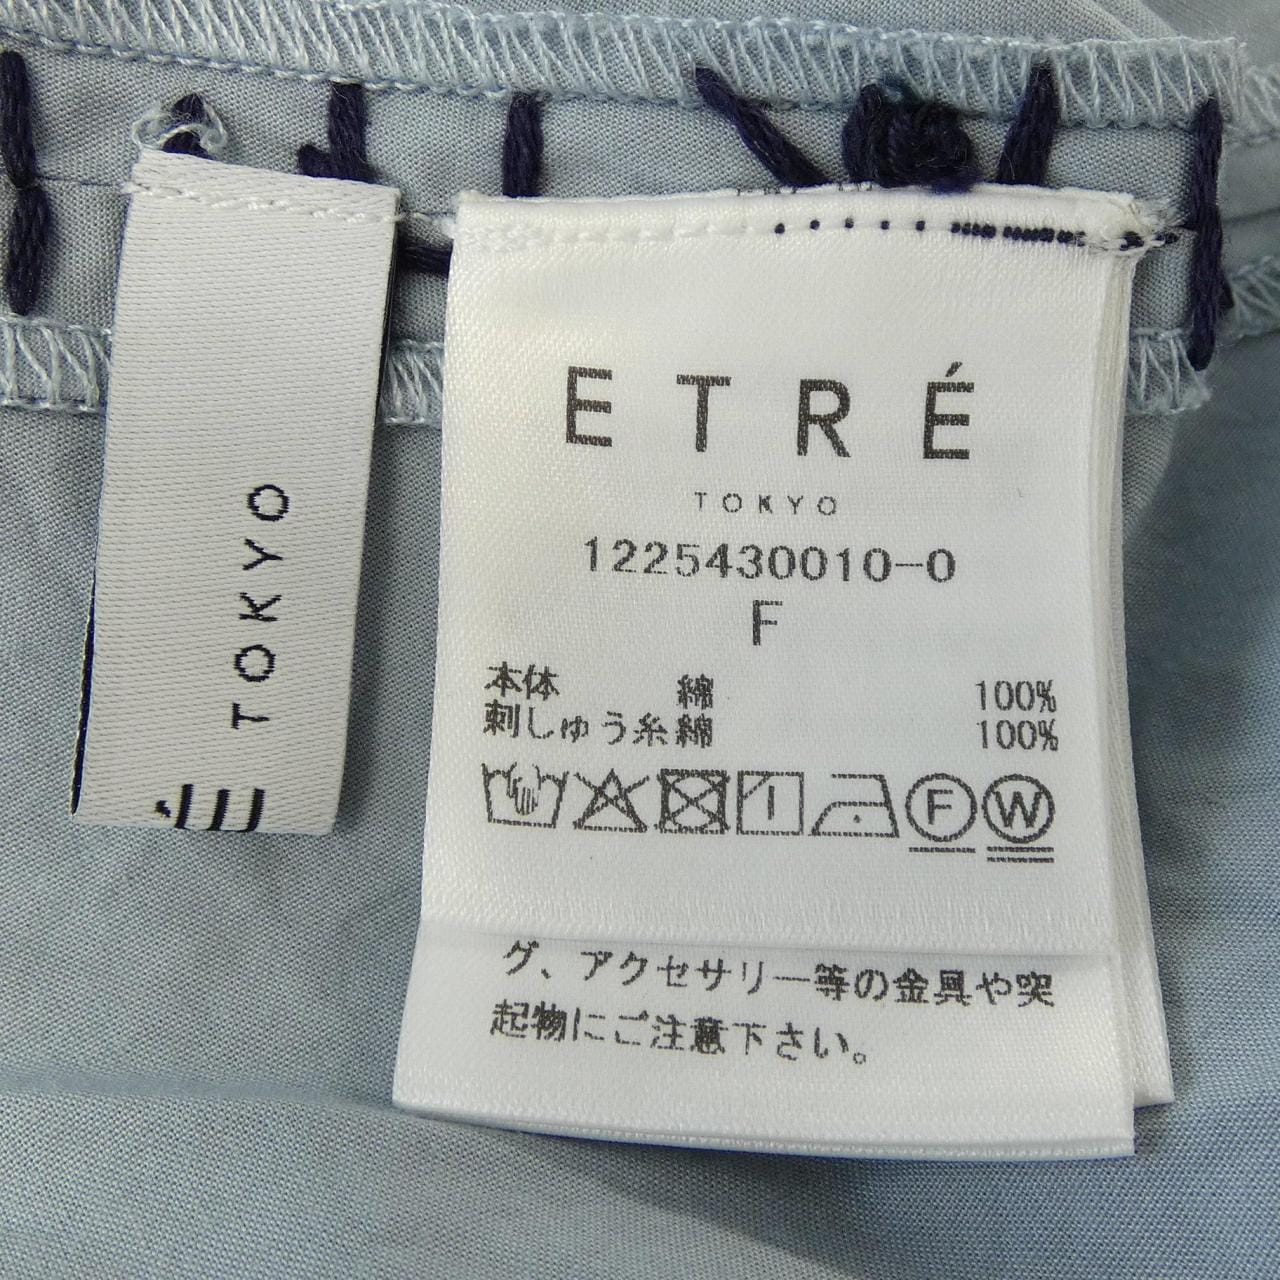 ETRÉ
TOKYO
1225430010-0
F
本体 綿 100%
刺しゅう糸 綿 100%
F
W
グ、アクセサリー等の金具や突
起物にご注意下さい。
É TOKYO